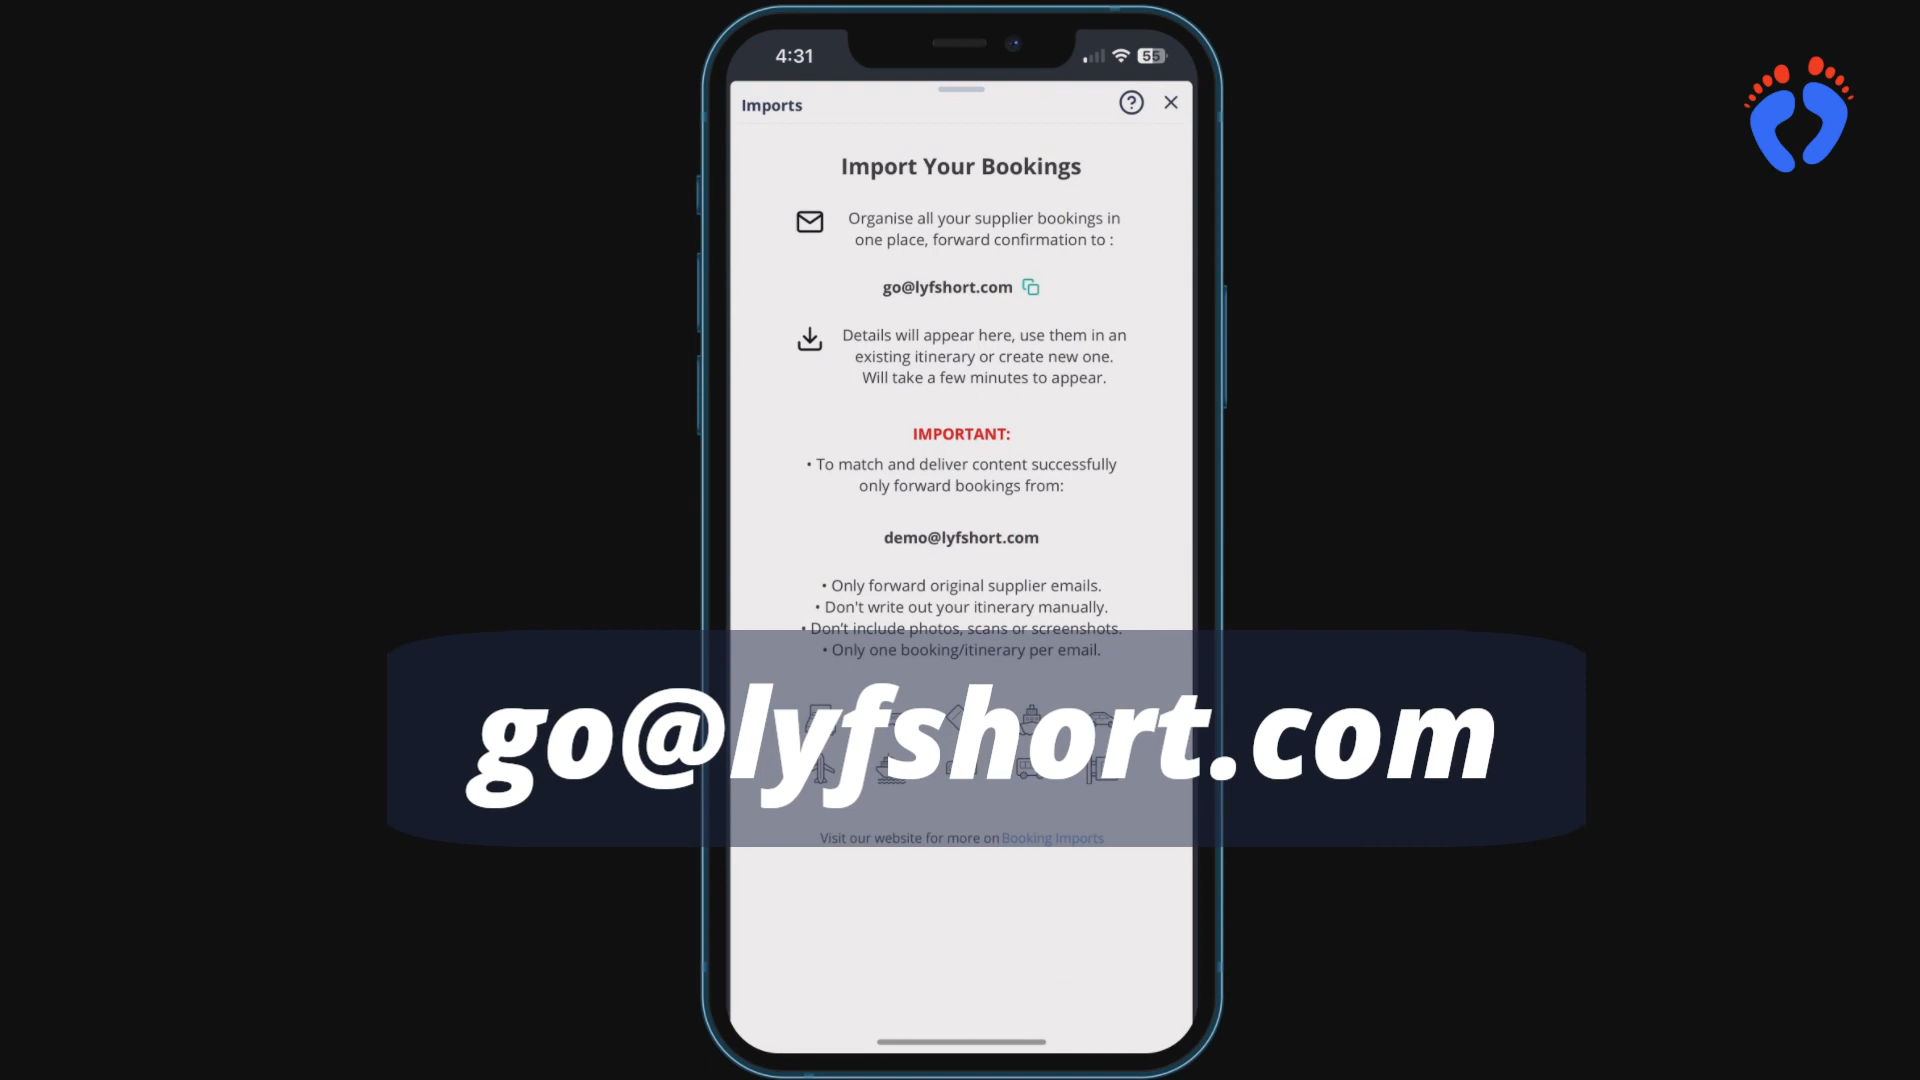 4:31
55
Imports
Import Your Bookings
Organise all your supplier bookings in
one place, forward confirmation to :
go@lyfshort.com
Details will appear here, use them in an
existing itinerary or create new one.
Will take a few minutes to appear.
IMPORTANT:
• To match and deliver content successfully
only forward bookings from:
demo@lyfshort.com
• Only forward original supplier emails.
• Don't write out your itinerary manually.
• Don't include photos, scans or screenshots.
• Only one booking/itinerary per email.
go@lyfshort.com
Visit our website for more on Booking Imports